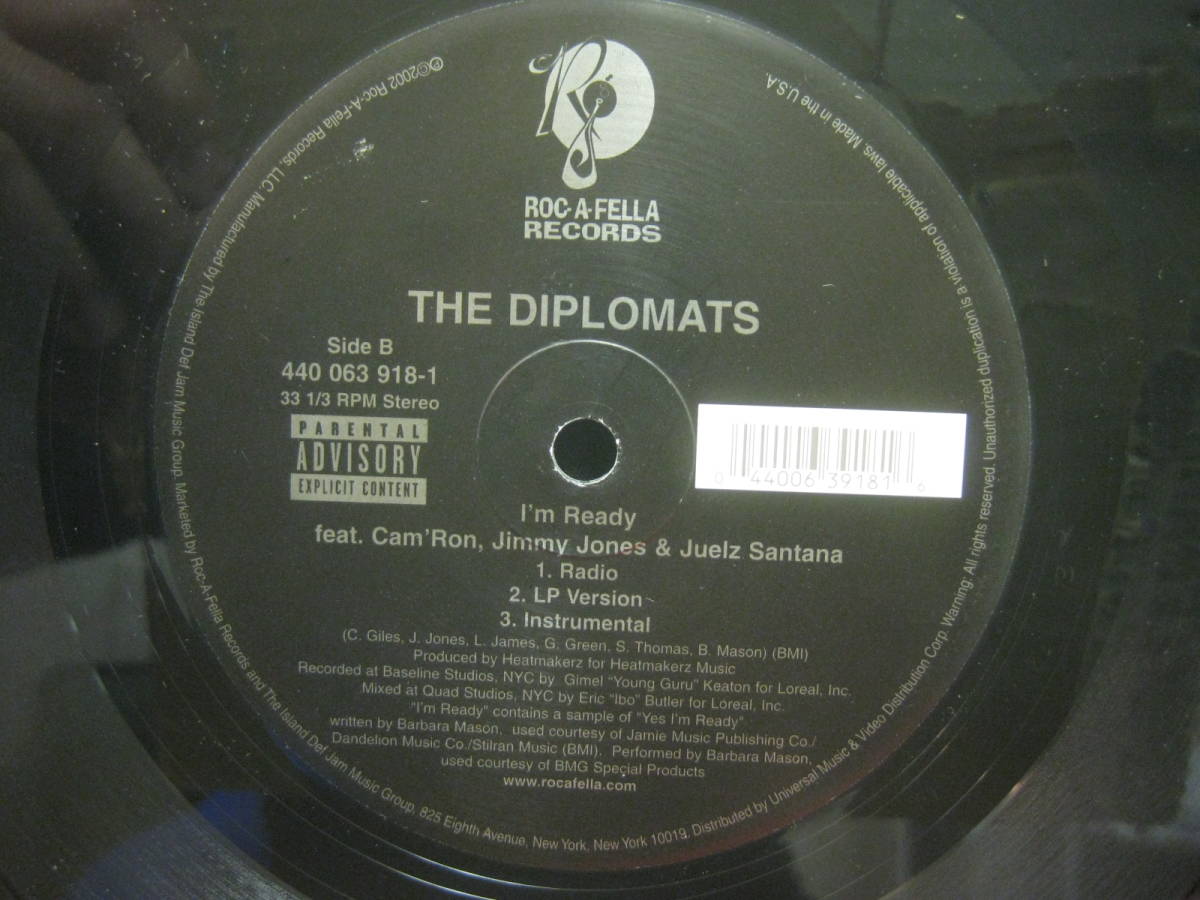 ROC-A-FELLA
RECORDS
THE DIPLOMATS
Side B
440 063 918-1
33 1/3 RPM Stereo
PARENTAL
ADVISORY
EXPLICIT CONTENT
0 44006 39181 6
I'm Ready
feat. Cam'Ron, Jimmy Jones & Juelz Santana
1. Radio
2. LP Version
3. Instrumental
(C. Giles, J. Jones, L. James, G. Green, S. Thomas, B. Mason) (BMI)
Produced by Heatmakerz for Heatmakerz Music
Recorded at Baseline Studios, NYC by Gimel "Young Guru" Keaton for Loreal, Inc.
Mixed at Quad Studios, NYC by Eric "Ibo" Butler for Loreal, Inc.
"I'm Ready" contains a sample of "Yes I'm Ready"
written by Barbara Mason, used courtesy of Jamie Music Publishing Co./
Dandelion Music Co./Stilran Music (BMI). Performed by Barbara Mason,
used courtesy of BMG Special Products
www.rocafella.com
℗©2002 Roc-A-Fella Records, LLC. Manufactured by The Island Def Jam Music Group. Marketed by Roc-A-Fella Records and The Island Def Jam Music Group, 825 Eighth Avenue, New York, New York 10019. Distributed by Universal Music & Video Distribution Corp. Warning: All rights reserved. Unauthorized duplication is a violation of applicable laws. Made in the U.S.A.